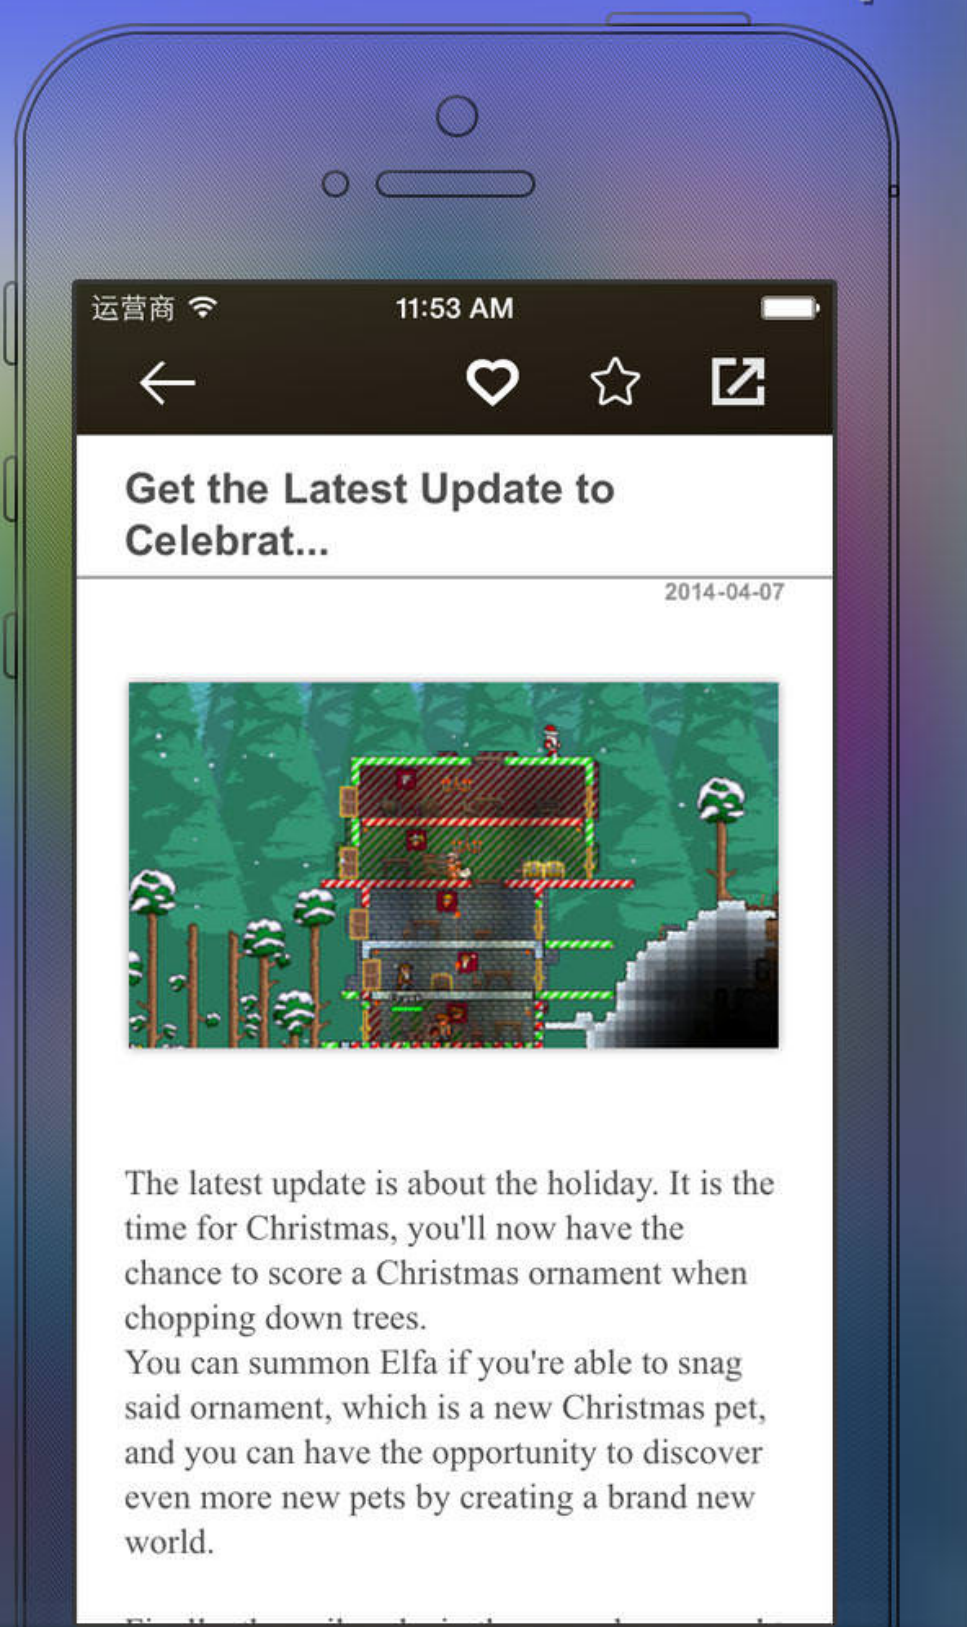 运营商
11:53 AM
Get the Latest Update to
Celebrat...
2014-04-07
The latest update is about the holiday. It is the
time for Christmas, you'll now have the
chance to score a Christmas ornament when
chopping down trees.
You can summon Elfa if you're able to snag
said ornament, which is a new Christmas pet,
and you can have the opportunity to discover
even more new pets by creating a brand new
world.